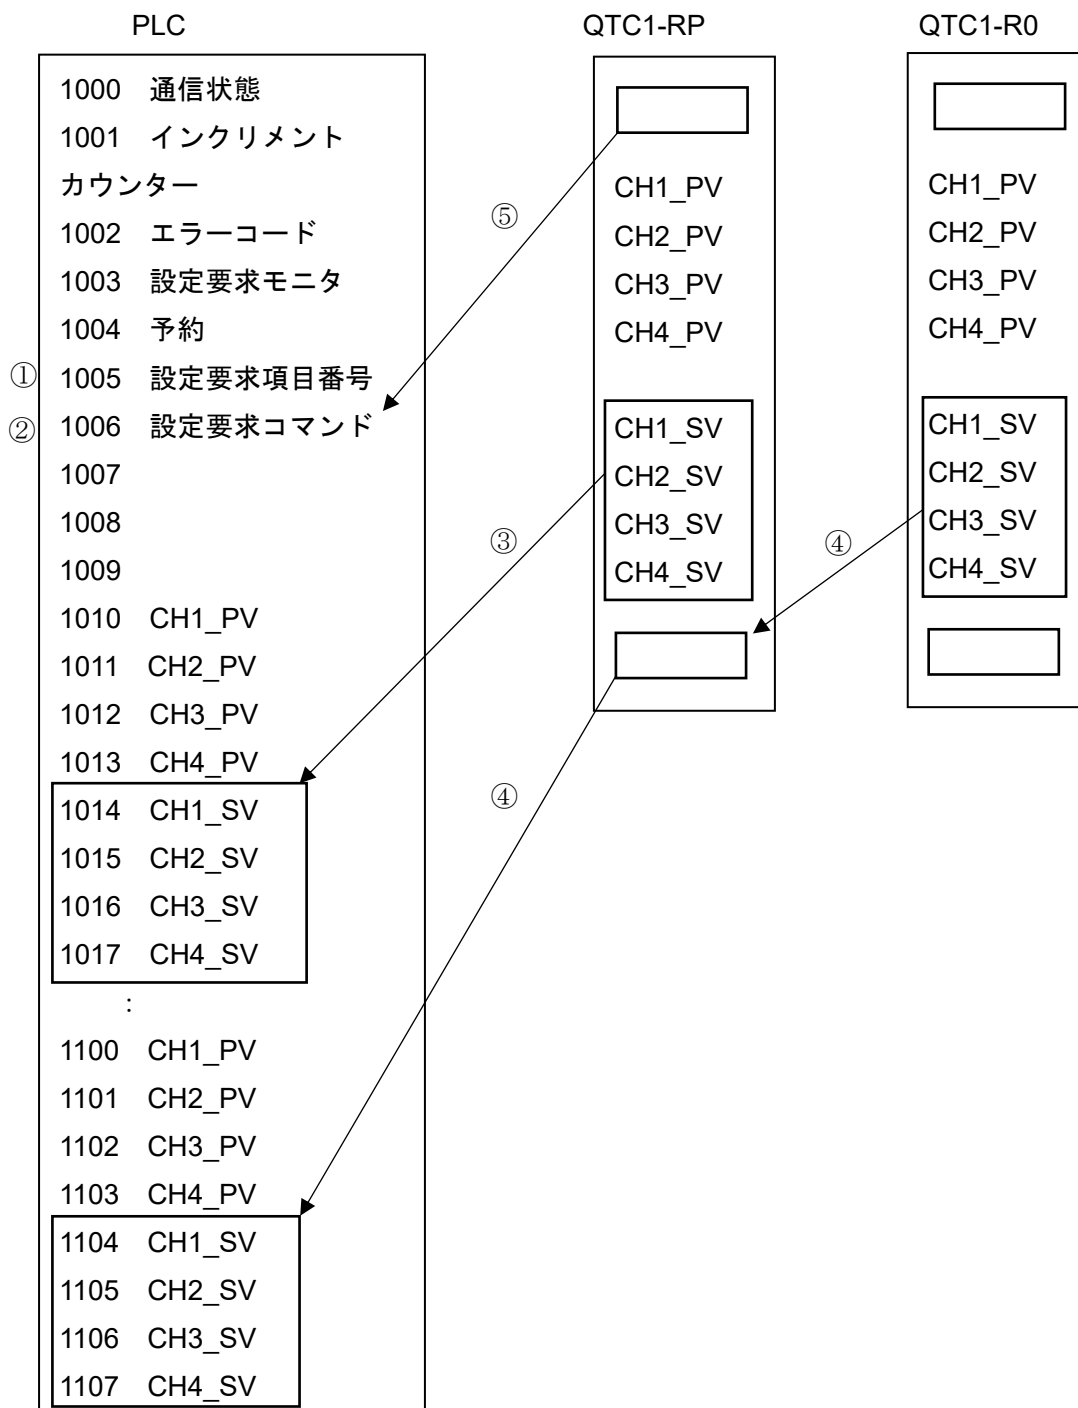 PLC
QTC1-RP
QTC1-R0
1000 通信状態
1001 インクリメント
カウンター
1002 エラーコード
1003 設定要求モニタ
1004 予約
① 1005 設定要求項目番号
② 1006 設定要求コマンド
1007
1008
1009
1010 CH1_PV
1011 CH2_PV
1012 CH3_PV
1013 CH4_PV
1014 CH1_SV
1015 CH2_SV
1016 CH3_SV
1017 CH4_SV
:
1100 CH1_PV
1101 CH2_PV
1102 CH3_PV
1103 CH4_PV
1104 CH1_SV
1105 CH2_SV
1106 CH3_SV
1107 CH4_SV
⑤
③
④
CH1_PV
CH2_PV
CH3_PV
CH4_PV
CH1_SV
CH2_SV
CH3_SV
CH4_SV
④
CH1_PV
CH2_PV
CH3_PV
CH4_PV
CH1_SV
CH2_SV
CH3_SV
CH4_SV